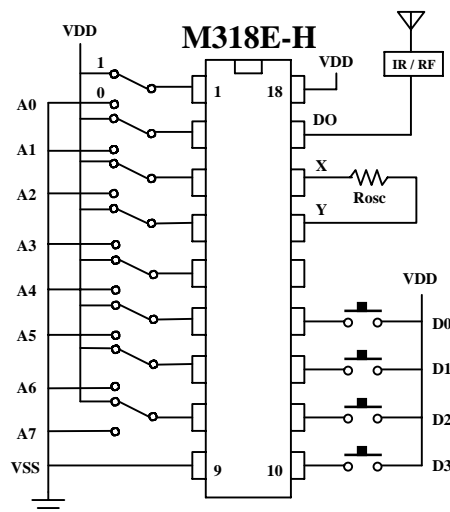 M318E-H
VDD
1
0
A0
A1
A2
A3
A4
A5
A6
A7
VSS
1
18
9
10
VDD
IR / RF
DO
X
Y
Rosc
VDD
D0
D1
D2
D3